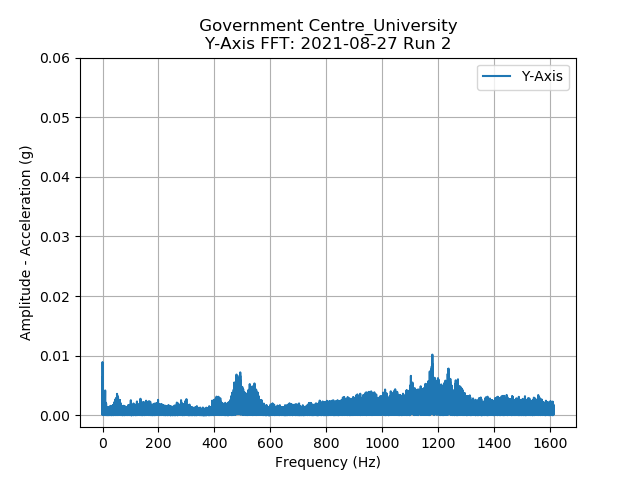 Government Centre_University
Y-Axis FFT: 2021-08-27 Run 2
Y-Axis
0.06
0.05
0.04
0.03
0.02
0.01
0.00
Amplitude - Acceleration (g)
0 200 400 600 800 1000 1200 1400 1600
Frequency (Hz)